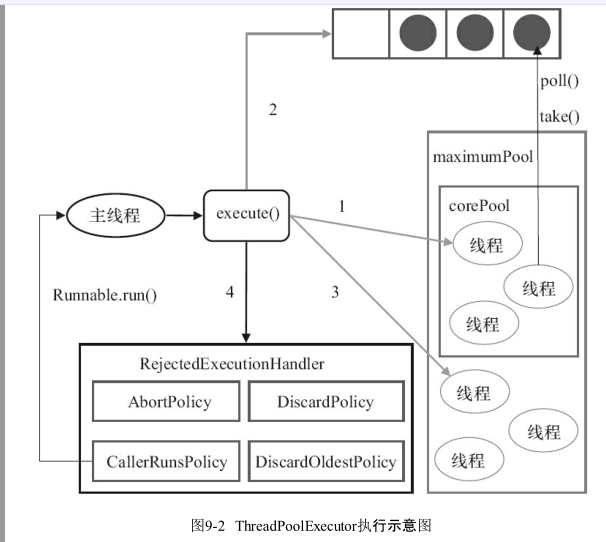 poll()
2
take()
maximumPool
corePool
1
主线程
execute()
线程
线程
Runnable.run()
4
3
线程
RejectedExecutionHandler
线程
AbortPolicy
DiscardPolicy
线程
CallerRunsPolicy
DiscardOldestPolicy
线程
图9-2 ThreadPoolExecutor执行示意图